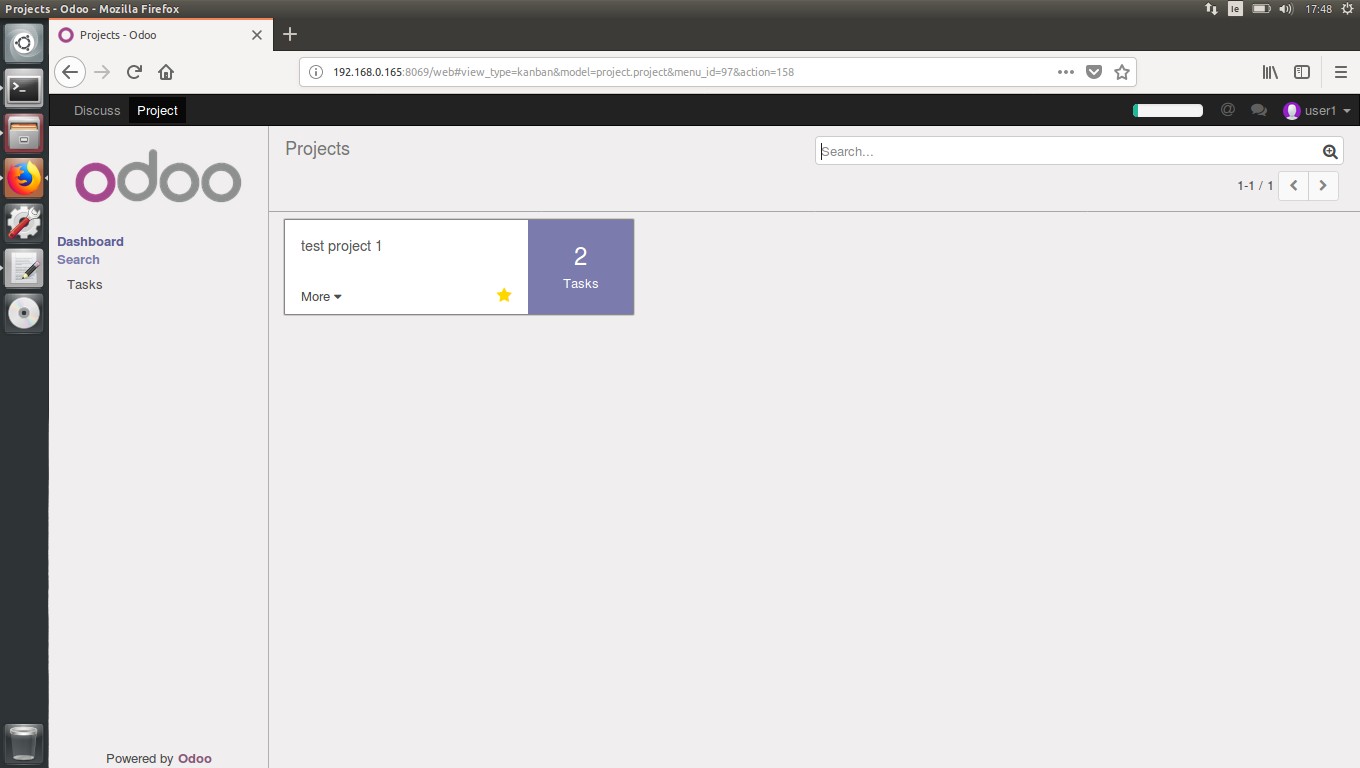 Projects - Odoo - Mozilla Firefox
Ie
17:48
Projects - Odoo
192.168.0.165:8069/web#view_type=kanban&model=project.project&menu_id=97&action=158
Discuss
Project
@
user1
odoo
Projects
Search...
1-1 / 1
Dashboard
Search
Tasks
test project 1
More
2
Tasks
Powered by Odoo